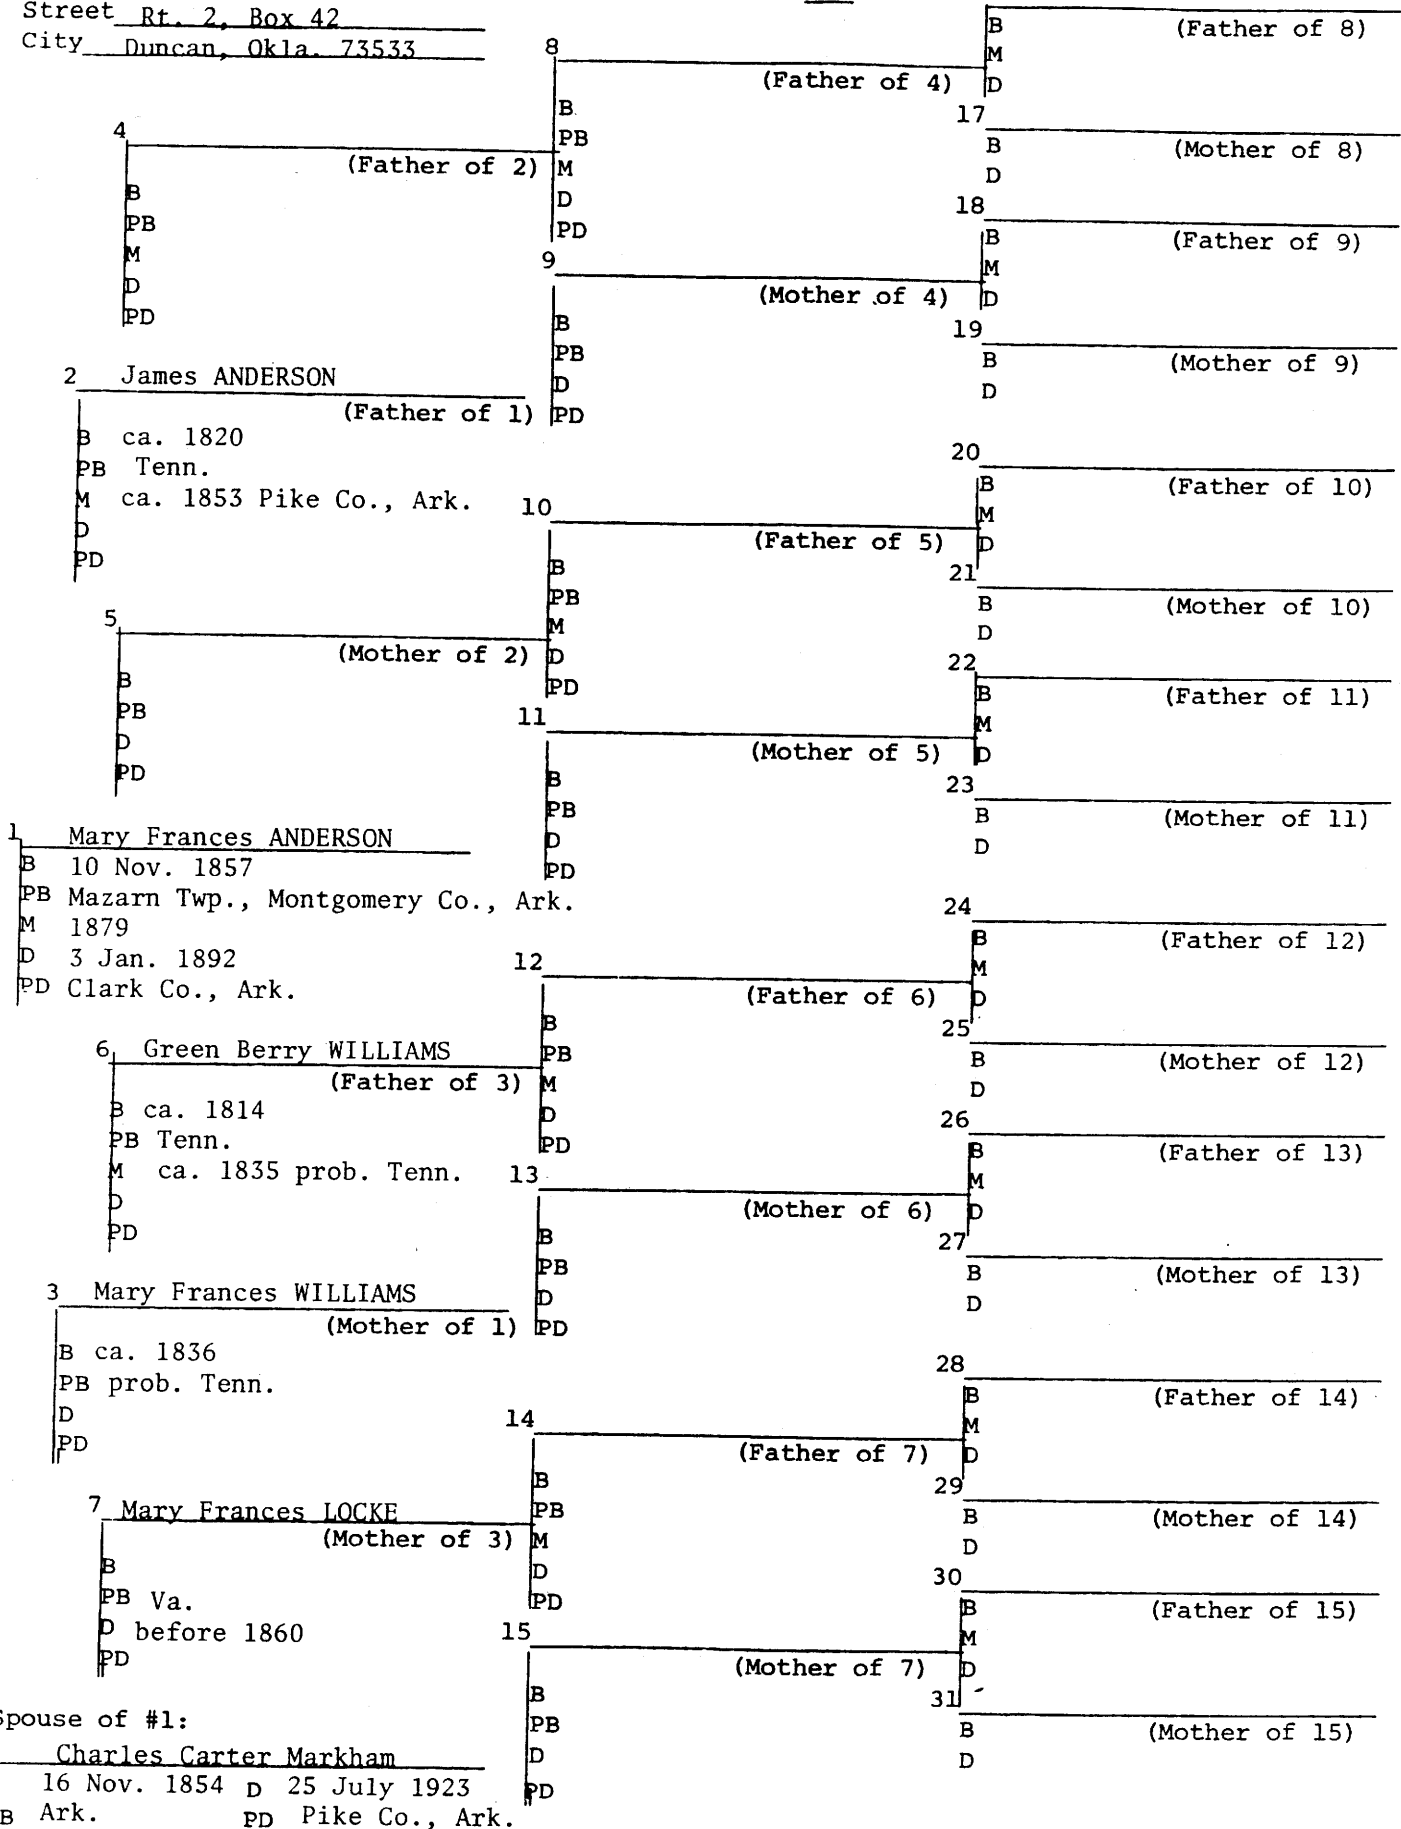 Street Rt. 2, Box 42
City Duncan, Okla. 73533
4
(Father of 2)
B
PB
M
D
PD
2 James ANDERSON
(Father of 1)
B ca. 1820
PB Tenn.
M ca. 1853 Pike Co., Ark.
D
PD
5
(Mother of 2)
B
PB
D
PD
1 Mary Frances ANDERSON
B 10 Nov. 1857
PB Mazarn Twp., Montgomery Co., Ark.
M 1879
D 3 Jan. 1892
PD Clark Co., Ark.
6 Green Berry WILLIAMS
(Father of 3)
B ca. 1814
PB Tenn.
M ca. 1835 prob. Tenn.
D
PD
3 Mary Frances WILLIAMS
(Mother of 1)
B ca. 1836
PB prob. Tenn.
D
PD
7 Mary Frances LOCKE
(Mother of 3)
B
PB Va.
D before 1860
PD
Spouse of #1:
Charles Carter Markham
16 Nov. 1854 D 25 July 1923
B Ark. PD Pike Co., Ark.
8
(Father of 4)
B
PB
M
D
PD
9
(Mother of 4)
B
PB
D
PD
10
(Father of 5)
B
PB
M
D
PD
11
(Mother of 5)
B
PB
D
PD
12
(Father of 6)
B
PB
M
D
PD
13
(Mother of 6)
B
PB
D
PD
14
(Father of 7)
B
PB
M
D
PD
15
(Mother of 7)
B
PB
D
PD
(Father of 8)
B
M
D
17
(Mother of 8)
B
D
18
(Father of 9)
B
M
D
19
(Mother of 9)
B
D
20
(Father of 10)
B
M
D
21
(Mother of 10)
B
D
22
(Father of 11)
B
M
D
23
(Mother of 11)
B
D
24
(Father of 12)
B
M
D
25
(Mother of 12)
B
D
26
(Father of 13)
B
M
D
27
(Mother of 13)
B
D
28
(Father of 14)
B
M
D
29
(Mother of 14)
B
D
30
(Father of 15)
B
M
D
31
(Mother of 15)
B
D